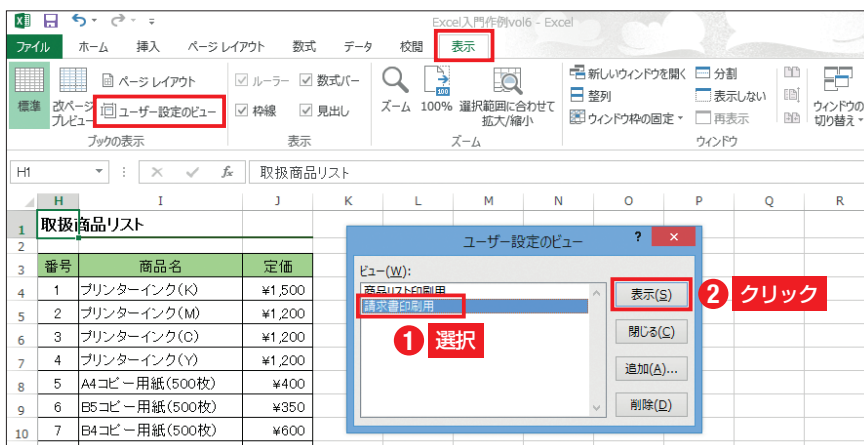 Excel入門作例vol6 - Excel
ファイル ホーム 挿入 ページ レイアウト 数式 データ 校閲 表示
標準 改ページ プレビュー ページ レイアウト ユーザー設定のビュー
ブックの表示
ルーラー 数式バー
枠線 見出し
表示
ズーム 100% 選択範囲に合わせて 拡大/縮小
ズーム
新しいウィンドウを開く
整列
ウィンドウ枠の固定
分割
表示しない
再表示
ウィンドウの 切り替え
ウィンドウ
H1 fx 取扱商品リスト
H I J K L M N O P Q R
1 取扱商品リスト
2
3 番号 商品名 定価
4 1 プリンターインク(K) ¥1,500
5 2 プリンターインク(M) ¥1,200
6 3 プリンターインク(C) ¥1,200
7 4 プリンターインク(Y) ¥1,200
8 5 A4コピー用紙(500枚) ¥400
9 6 B5コピー用紙(500枚) ¥350
10 7 B4コピー用紙(500枚) ¥600
ユーザー設定のビュー ? ×
ビュー(W):
商品リスト印刷用
請求書印刷用
表示(S)
閉じる(C)
追加(A)...
削除(D)
1 選択
2 クリック